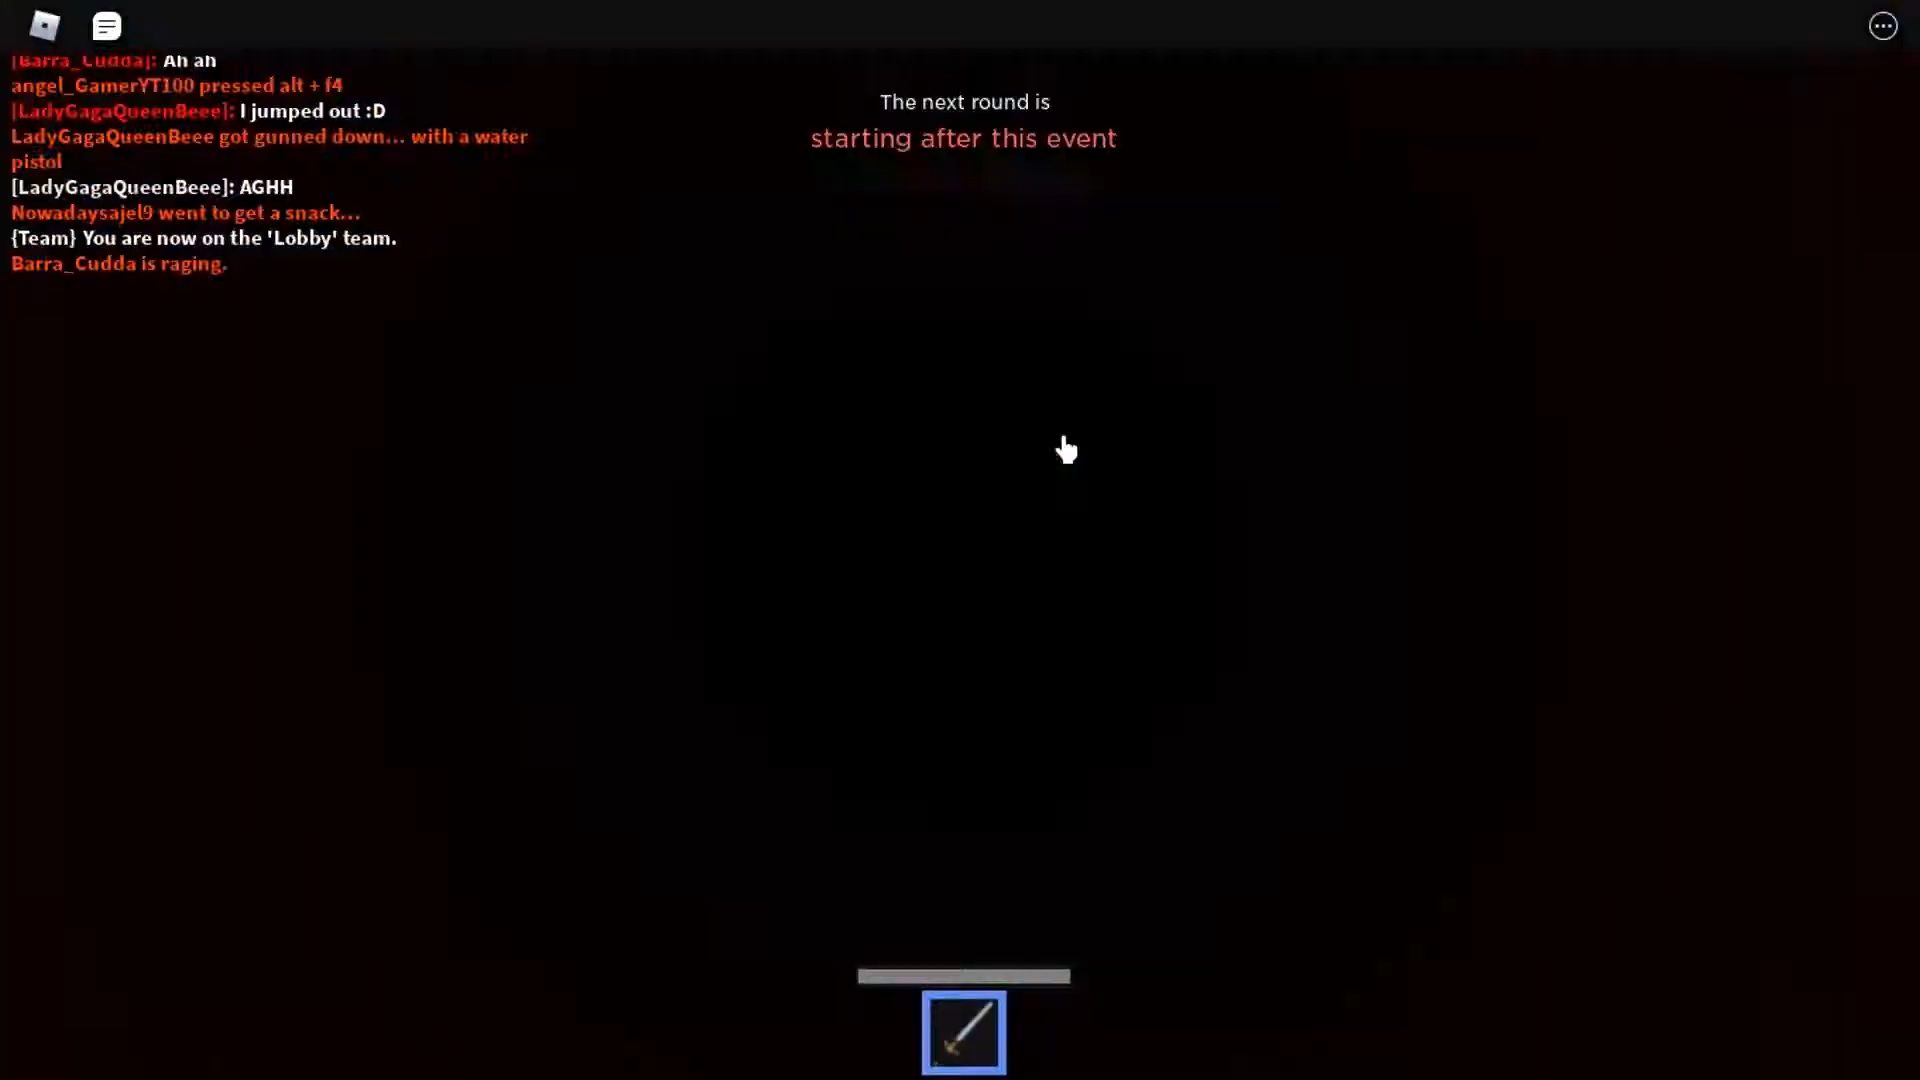 [Barra_Cudda]: Ah ah
angel_GamerYT100 pressed alt + f4
[LadyGagaQueenBeee]: I jumped out :D
LadyGagaQueenBeee got gunned down... with a water
pistol
[LadyGagaQueenBeee]: AGHH
Nowadaysajel9 went to get a snack...
{Team} You are now on the 'Lobby' team.
Barra_Cudda is raging.
The next round is
starting after this event